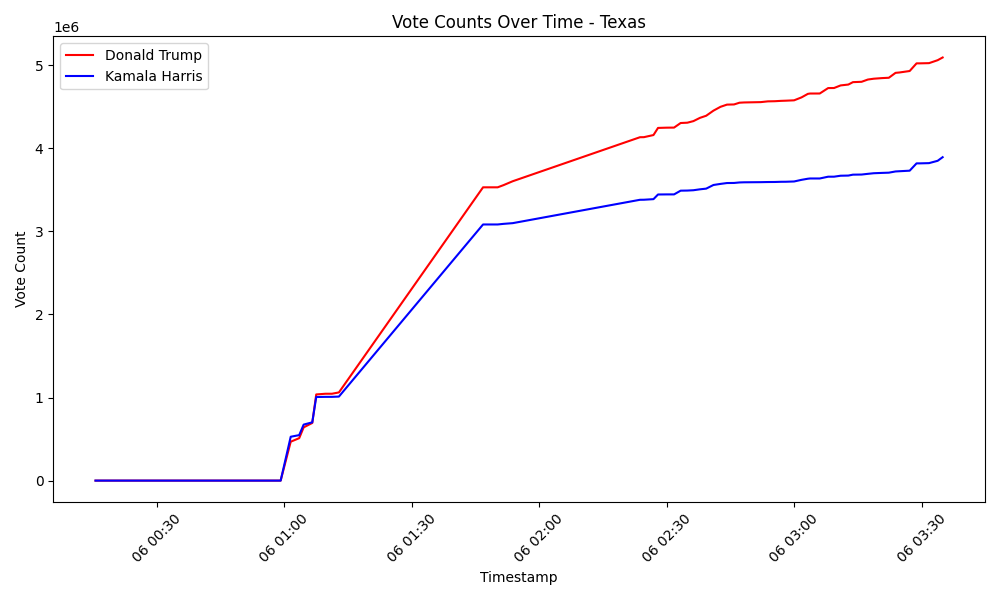 Vote Counts Over Time - Texas
1e6
Donald Trump
Kamala Harris
5
4
3
2
1
0
Vote Count
06 00:30
06 01:00
06 01:30
06 02:00
06 02:30
06 03:00
06 03:30
Timestamp